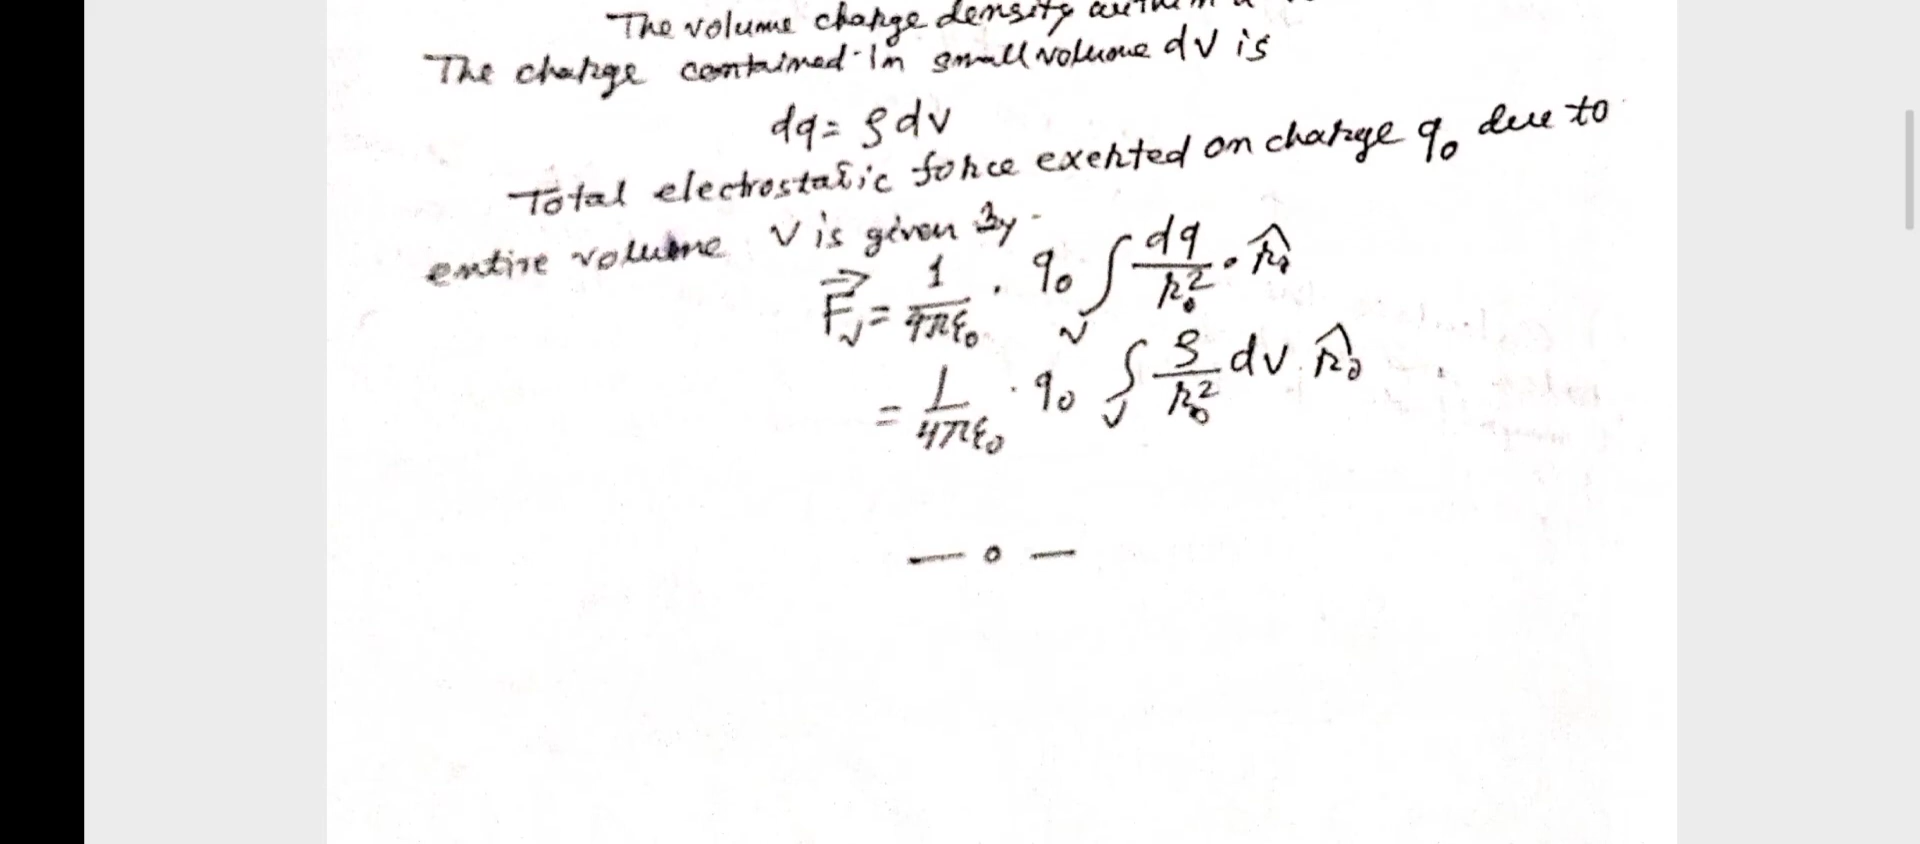 The volume charge density
The charge contained in small volume dv is
dq = ρdv
Total electrostatic force exerted on charge q₀ due to
entire volume V is given By -
F⃗ᵥ = 1/4πε₀ . q₀ ∫ᵥ dq/r₀² . r̂₀
= 1/4πε₀ . q₀ ∫ᵥ ρ/r₀² dv r̂₀
— o —